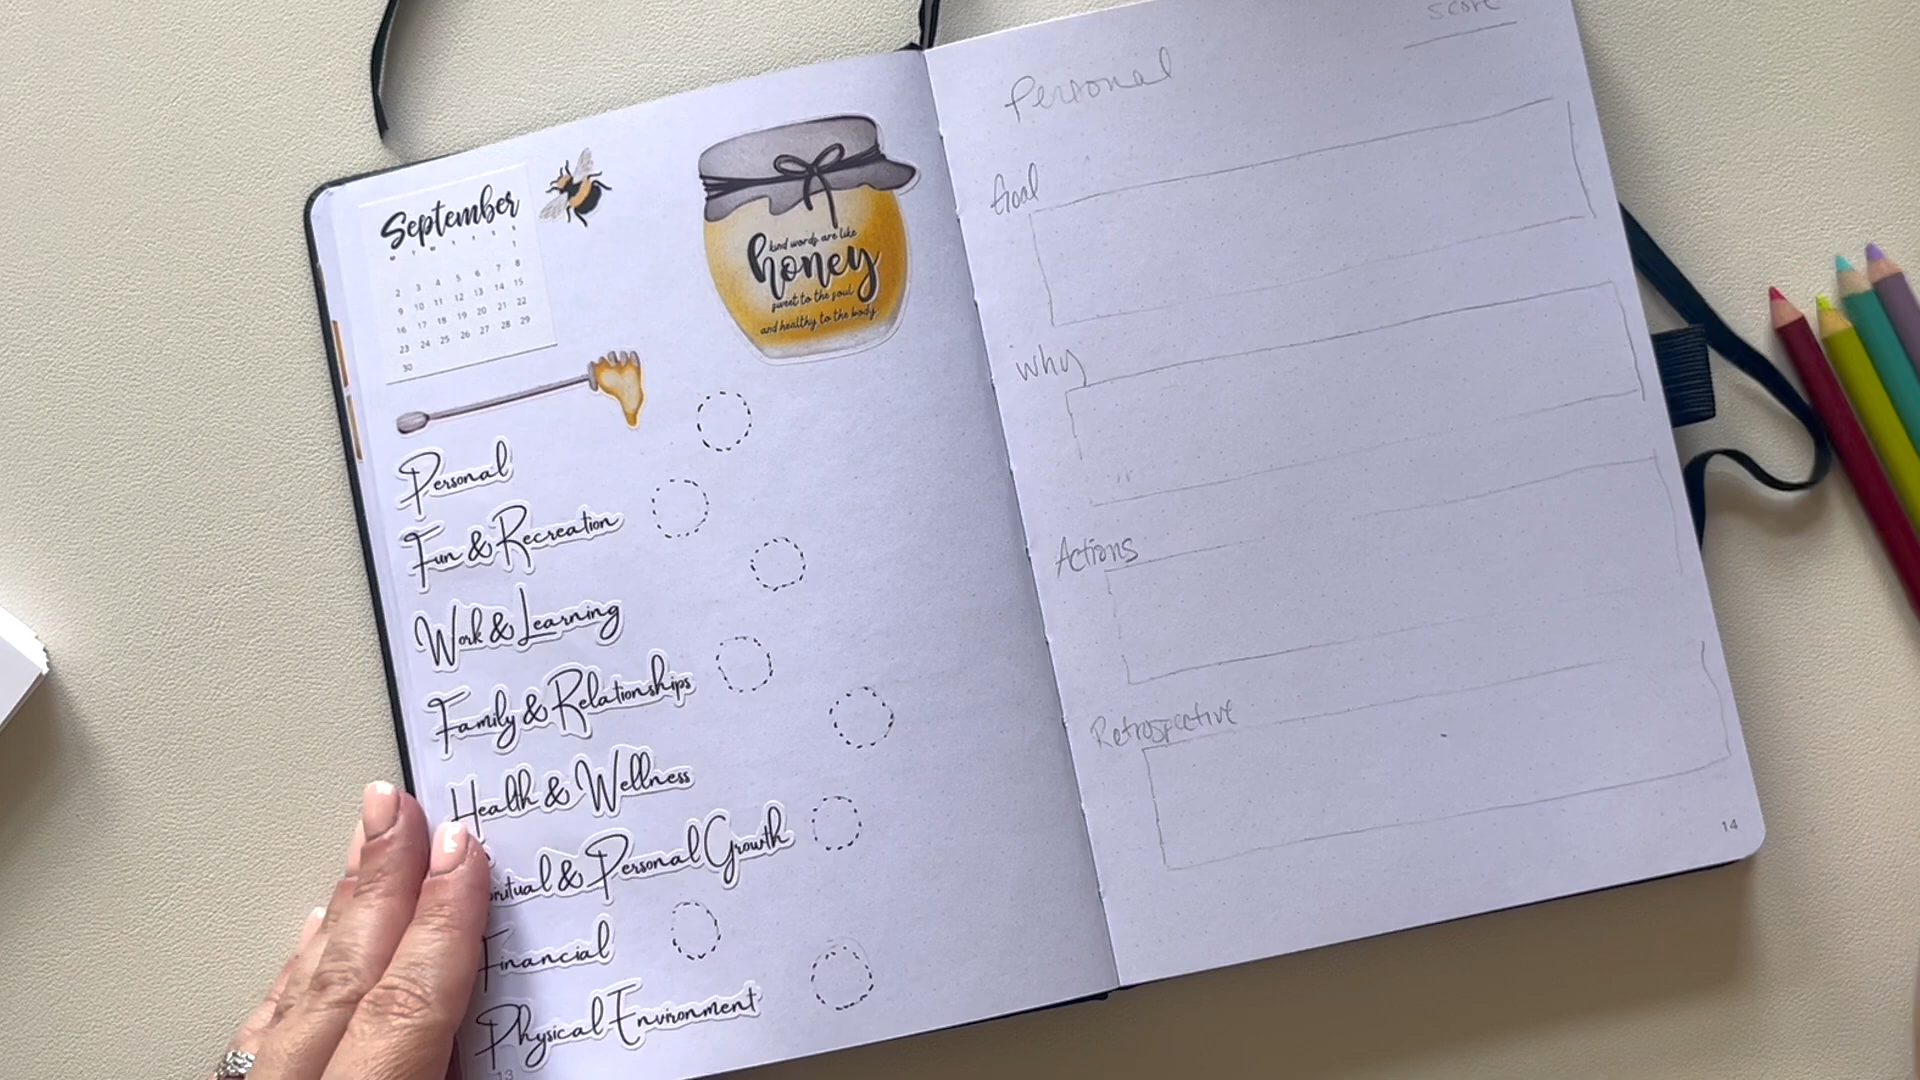 September
M T W T F S S
1
2 3 4 5 6 7 8
9 10 11 12 13 14 15
16 17 18 19 20 21 22
23 24 25 26 27 28 29
30
kind words are like
honey
sweet to the soul
and healthy to the body
Personal
Fun & Recreation
Work & Learning
Family & Relationships
Health & Wellness
piritual & Personal Growth
Financial
Physical Environment
13
Score
Personal
Goal
Why
Actions
Retrospective
14